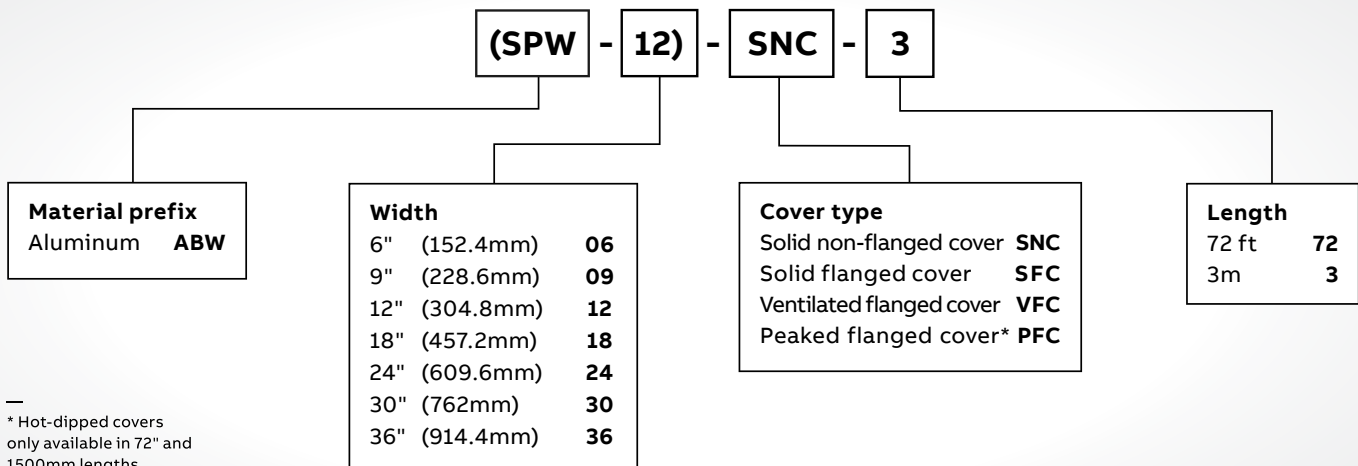 (SPW - 12) - SNC - 3
Material prefix
Aluminum ABW
Width
6" (152.4mm) 06
9" (228.6mm) 09
12" (304.8mm) 12
18" (457.2mm) 18
24" (609.6mm) 24
30" (762mm) 30
36" (914.4mm) 36
Cover type
Solid non-flanged cover SNC
Solid flanged cover SFC
Ventilated flanged cover VFC
Peaked flanged cover* PFC
Length
72 ft 72
3m 3
—
* Hot-dipped covers
only available in 72" and
1500mm lengths